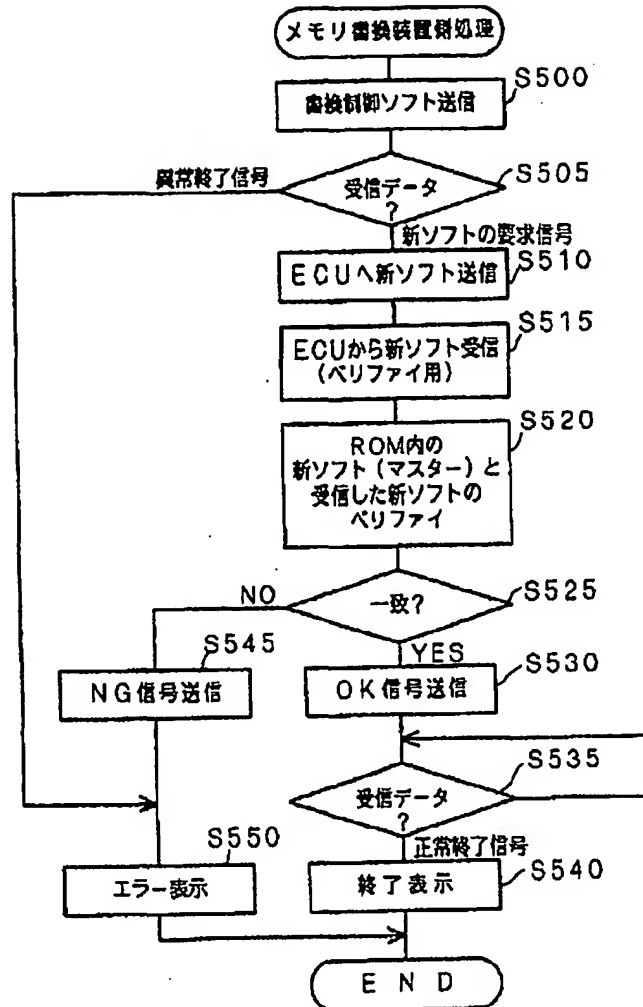 メモリ書換装置側処理
S500
書換制御ソフト送信
異常終了信号
S505
受信データ
?
新ソフトの要求信号
S510
ECUへ新ソフト送信
S515
ECUから新ソフト受信
(ベリファイ用)
S520
ROM内の
新ソフト(マスター)と
受信した新ソフトの
ベリファイ
NO
一致?
S525
S545
YES
S530
NG信号送信
OK信号送信
S535
受信データ
?
S550
正常終了信号
エラー表示
終了表示
S540
END